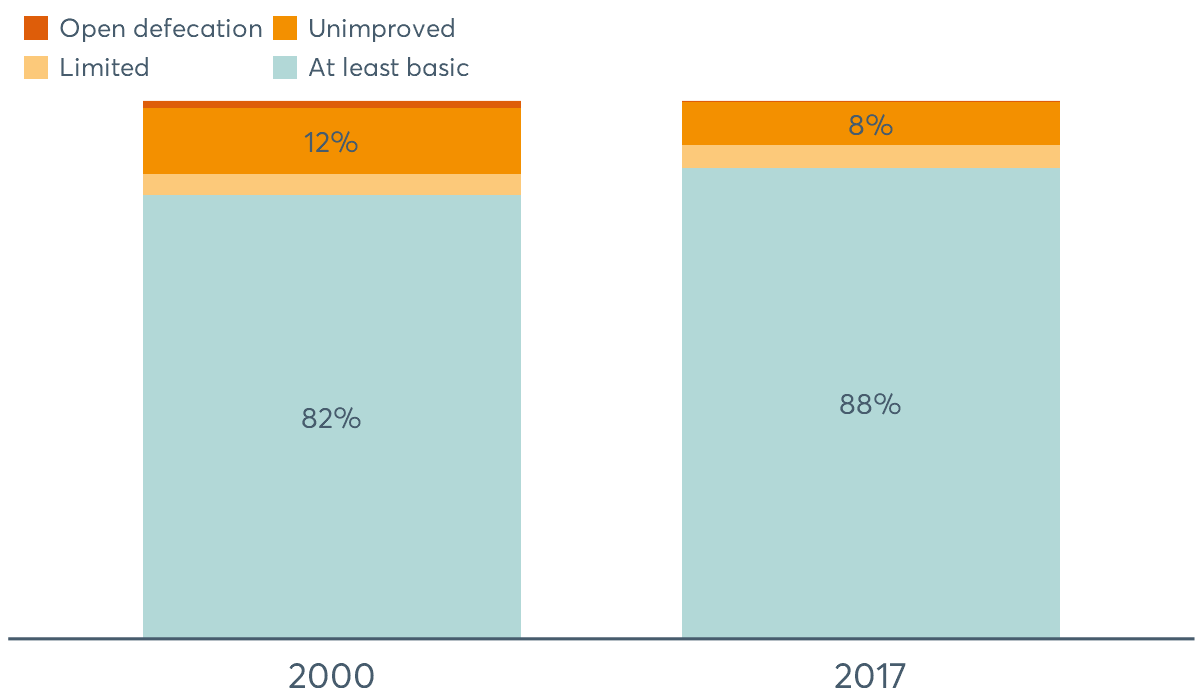 Open defecation Unimproved
Limited At least basic
12% 8%
82% 88%
2000 2017